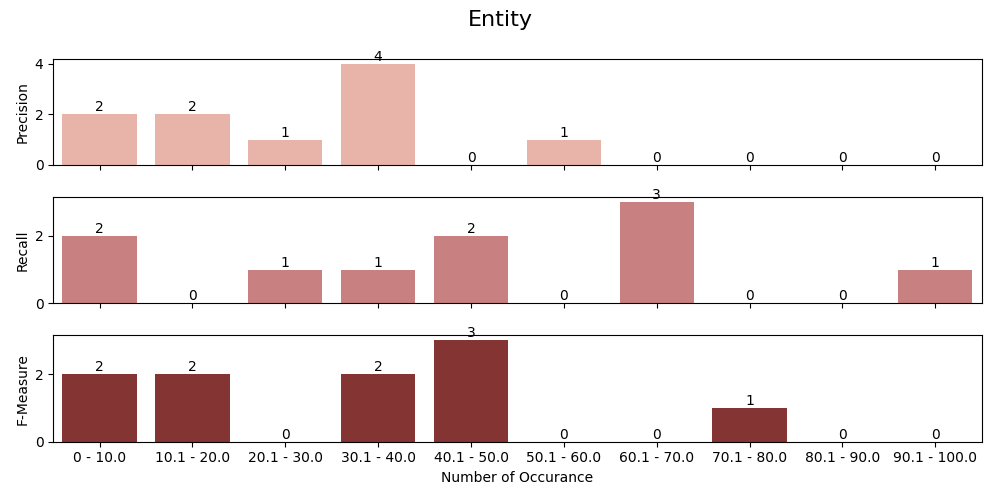 Entity
Precision
4
2
0
2 2 1 4 0 1 0 0 0 0
Recall
2
0
2 0 1 1 2 0 3 0 0 1
F-Measure
2
0
2 2 0 2 3 0 0 1 0 0
0 - 10.0 10.1 - 20.0 20.1 - 30.0 30.1 - 40.0 40.1 - 50.0 50.1 - 60.0 60.1 - 70.0 70.1 - 80.0 80.1 - 90.0 90.1 - 100.0
Number of Occurance